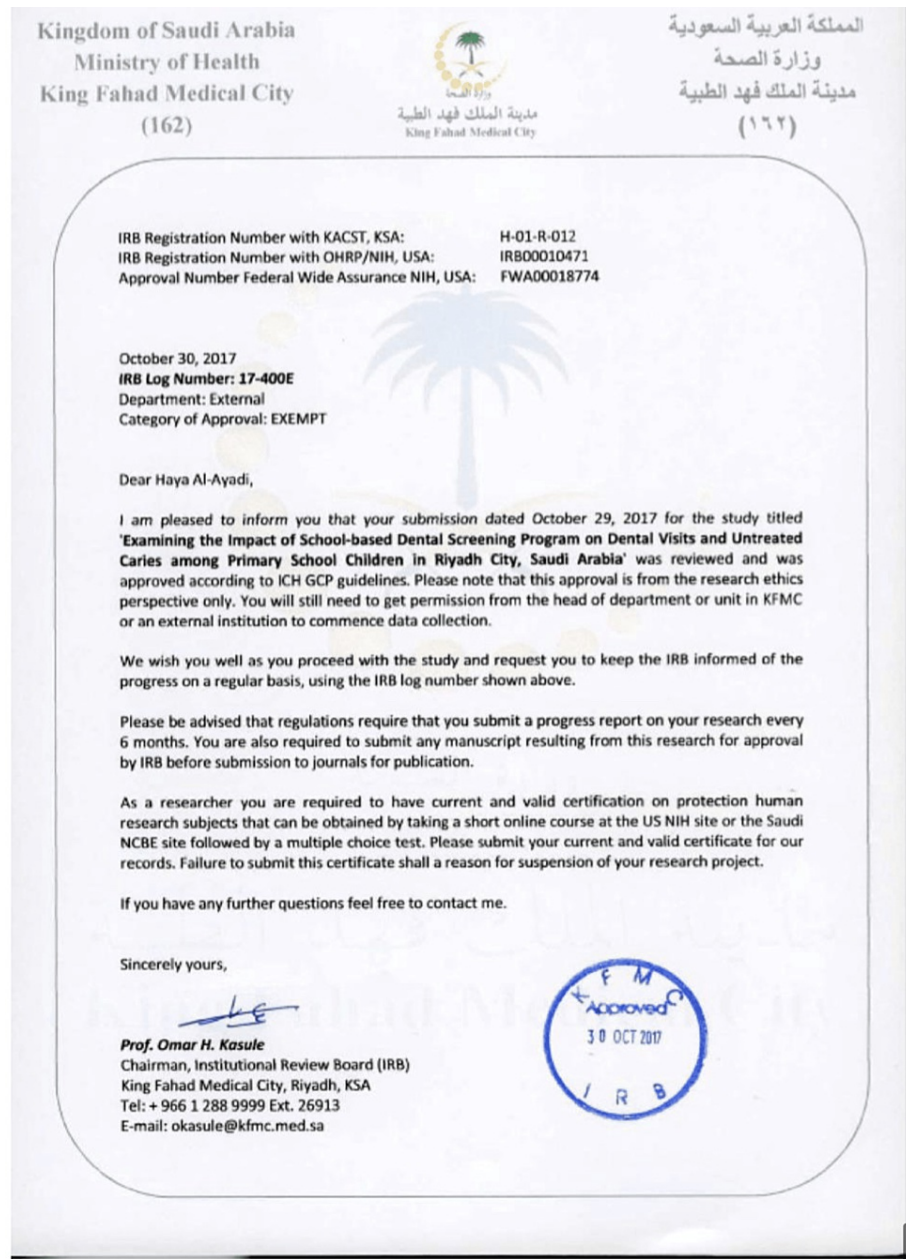 Kingdom of Saudi Arabia
Ministry of Health
King Fahad Medical City
(162)
وزارة الصحة
مدينة الملك فهد الطبية
King Fahad Medical City
المملكة العربية السعودية
وزارة الصحة
مدينة الملك فهد الطبية
(١٦٢)
IRB Registration Number with KACST, KSA: H-01-R-012
IRB Registration Number with OHRP/NIH, USA: IRB00010471
Approval Number Federal Wide Assurance NIH, USA: FWA00018774
October 30, 2017
IRB Log Number: 17-400E
Department: External
Category of Approval: EXEMPT
Dear Haya Al-Ayadi,
I am pleased to inform you that your submission dated October 29, 2017 for the study titled
'Examining the Impact of School-based Dental Screening Program on Dental Visits and Untreated
Caries among Primary School Children in Riyadh City, Saudi Arabia' was reviewed and was
approved according to ICH GCP guidelines. Please note that this approval is from the research ethics
perspective only. You will still need to get permission from the head of department or unit in KFMC
or an external institution to commence data collection.
We wish you well as you proceed with the study and request you to keep the IRB informed of the
progress on a regular basis, using the IRB log number shown above.
Please be advised that regulations require that you submit a progress report on your research every
6 months. You are also required to submit any manuscript resulting from this research for approval
by IRB before submission to journals for publication.
As a researcher you are required to have current and valid certification on protection human
research subjects that can be obtained by taking a short online course at the US NIH site or the Saudi
NCBE site followed by a multiple choice test. Please submit your current and valid certificate for our
records. Failure to submit this certificate shall a reason for suspension of your research project.
If you have any further questions feel free to contact me.
Sincerely yours,
Prof. Omar H. Kasule
Chairman, Institutional Review Board (IRB)
King Fahad Medical City, Riyadh, KSA
Tel: + 966 1 288 9999 Ext. 26913
E-mail: okasule@kfmc.med.sa
K F M C
Approved
30 OCT 2017
I R B
مدينة الملك فهد الطبية
King Fahad Medical City